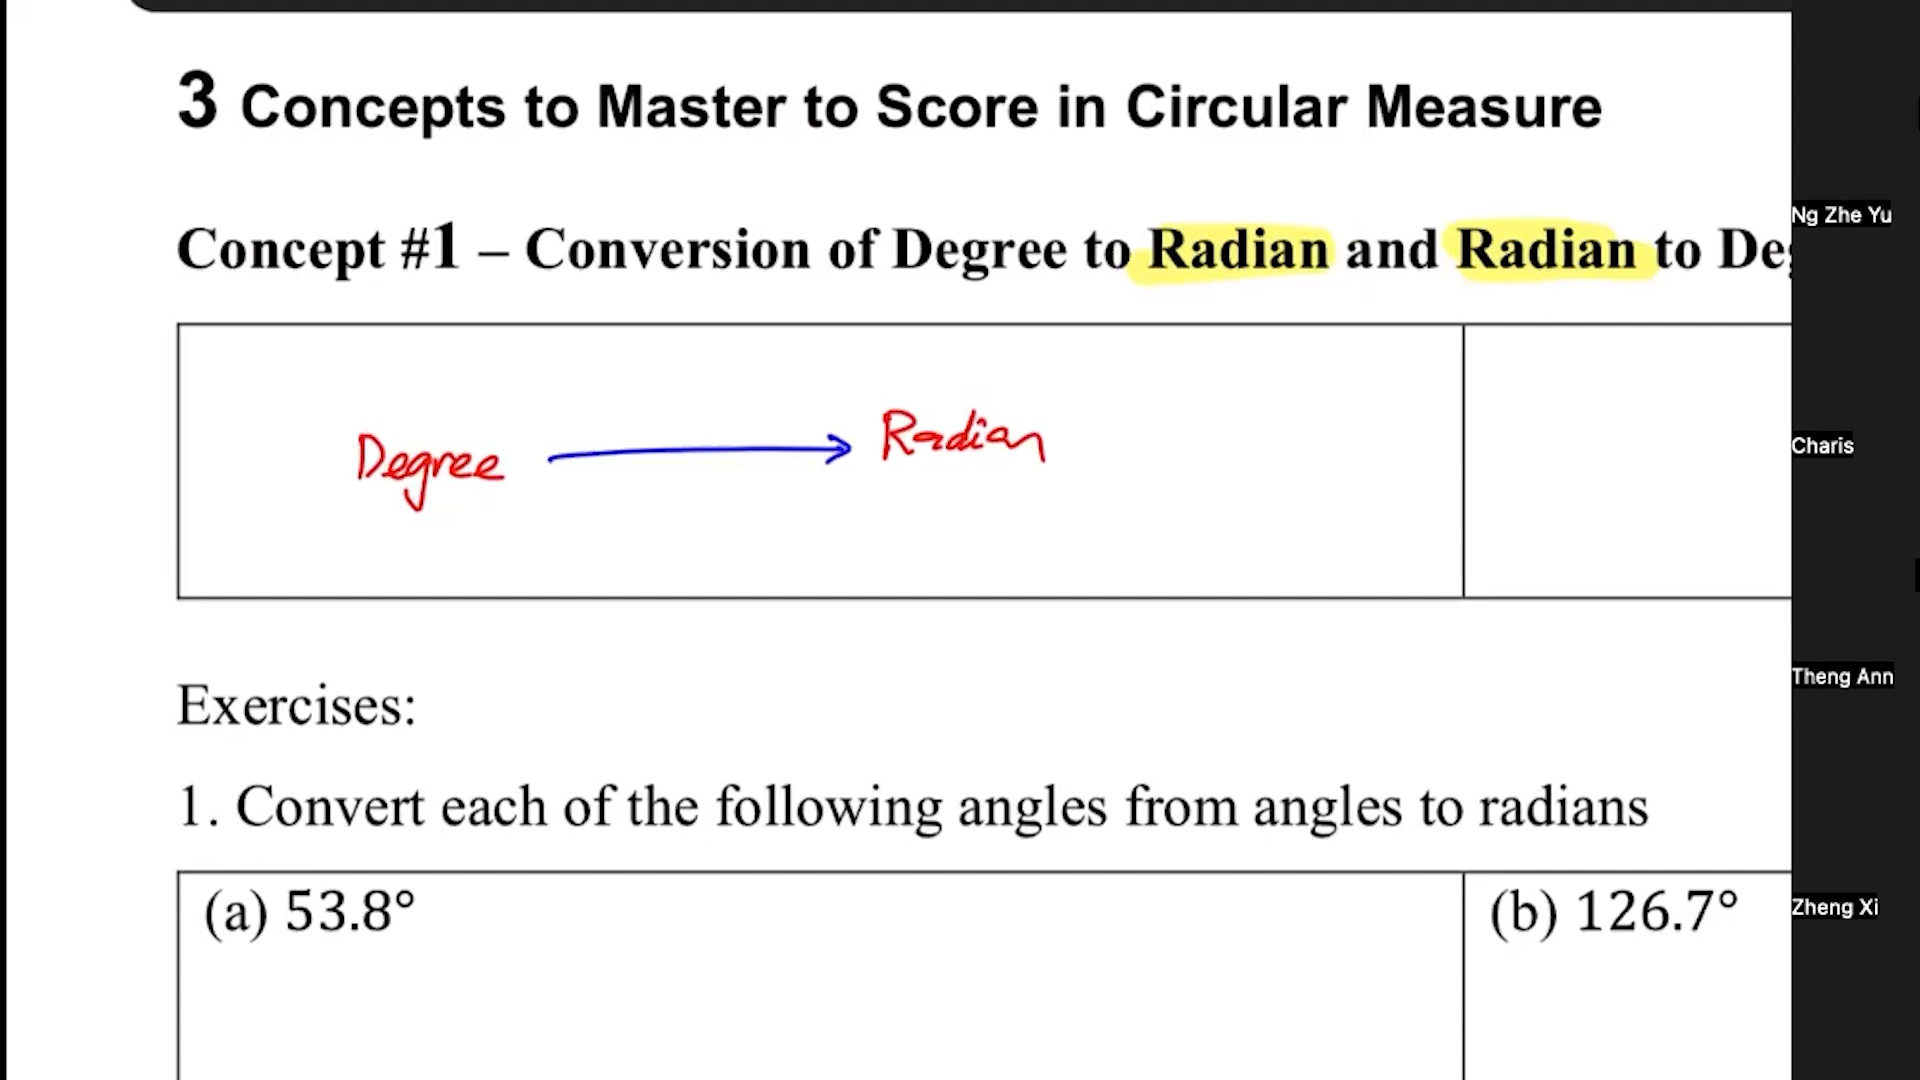 3 Concepts to Master to Score in Circular Measure
Concept #1 – Conversion of Degree to Radian and Radian to Deg
Ng Zhe Yu
Degree
Radian
Charis
Exercises:
Theng Ann
1. Convert each of the following angles from angles to radians
(a) 53.8°
(b) 126.7°
Zheng Xi